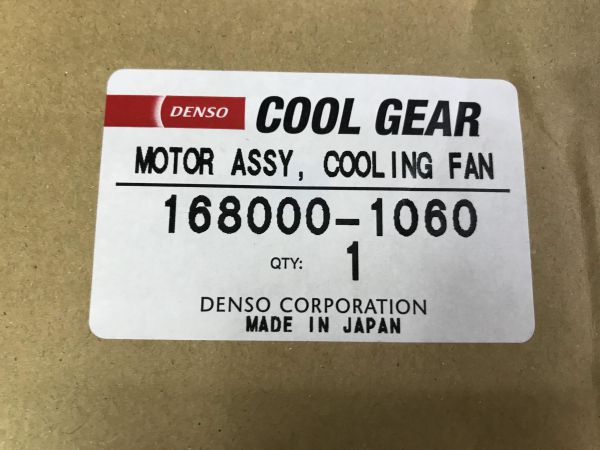 DENSO COOL GEAR
MOTOR ASSY, COOLING FAN
168000-1060
QTY: 1
DENSO CORPORATION
MADE IN JAPAN